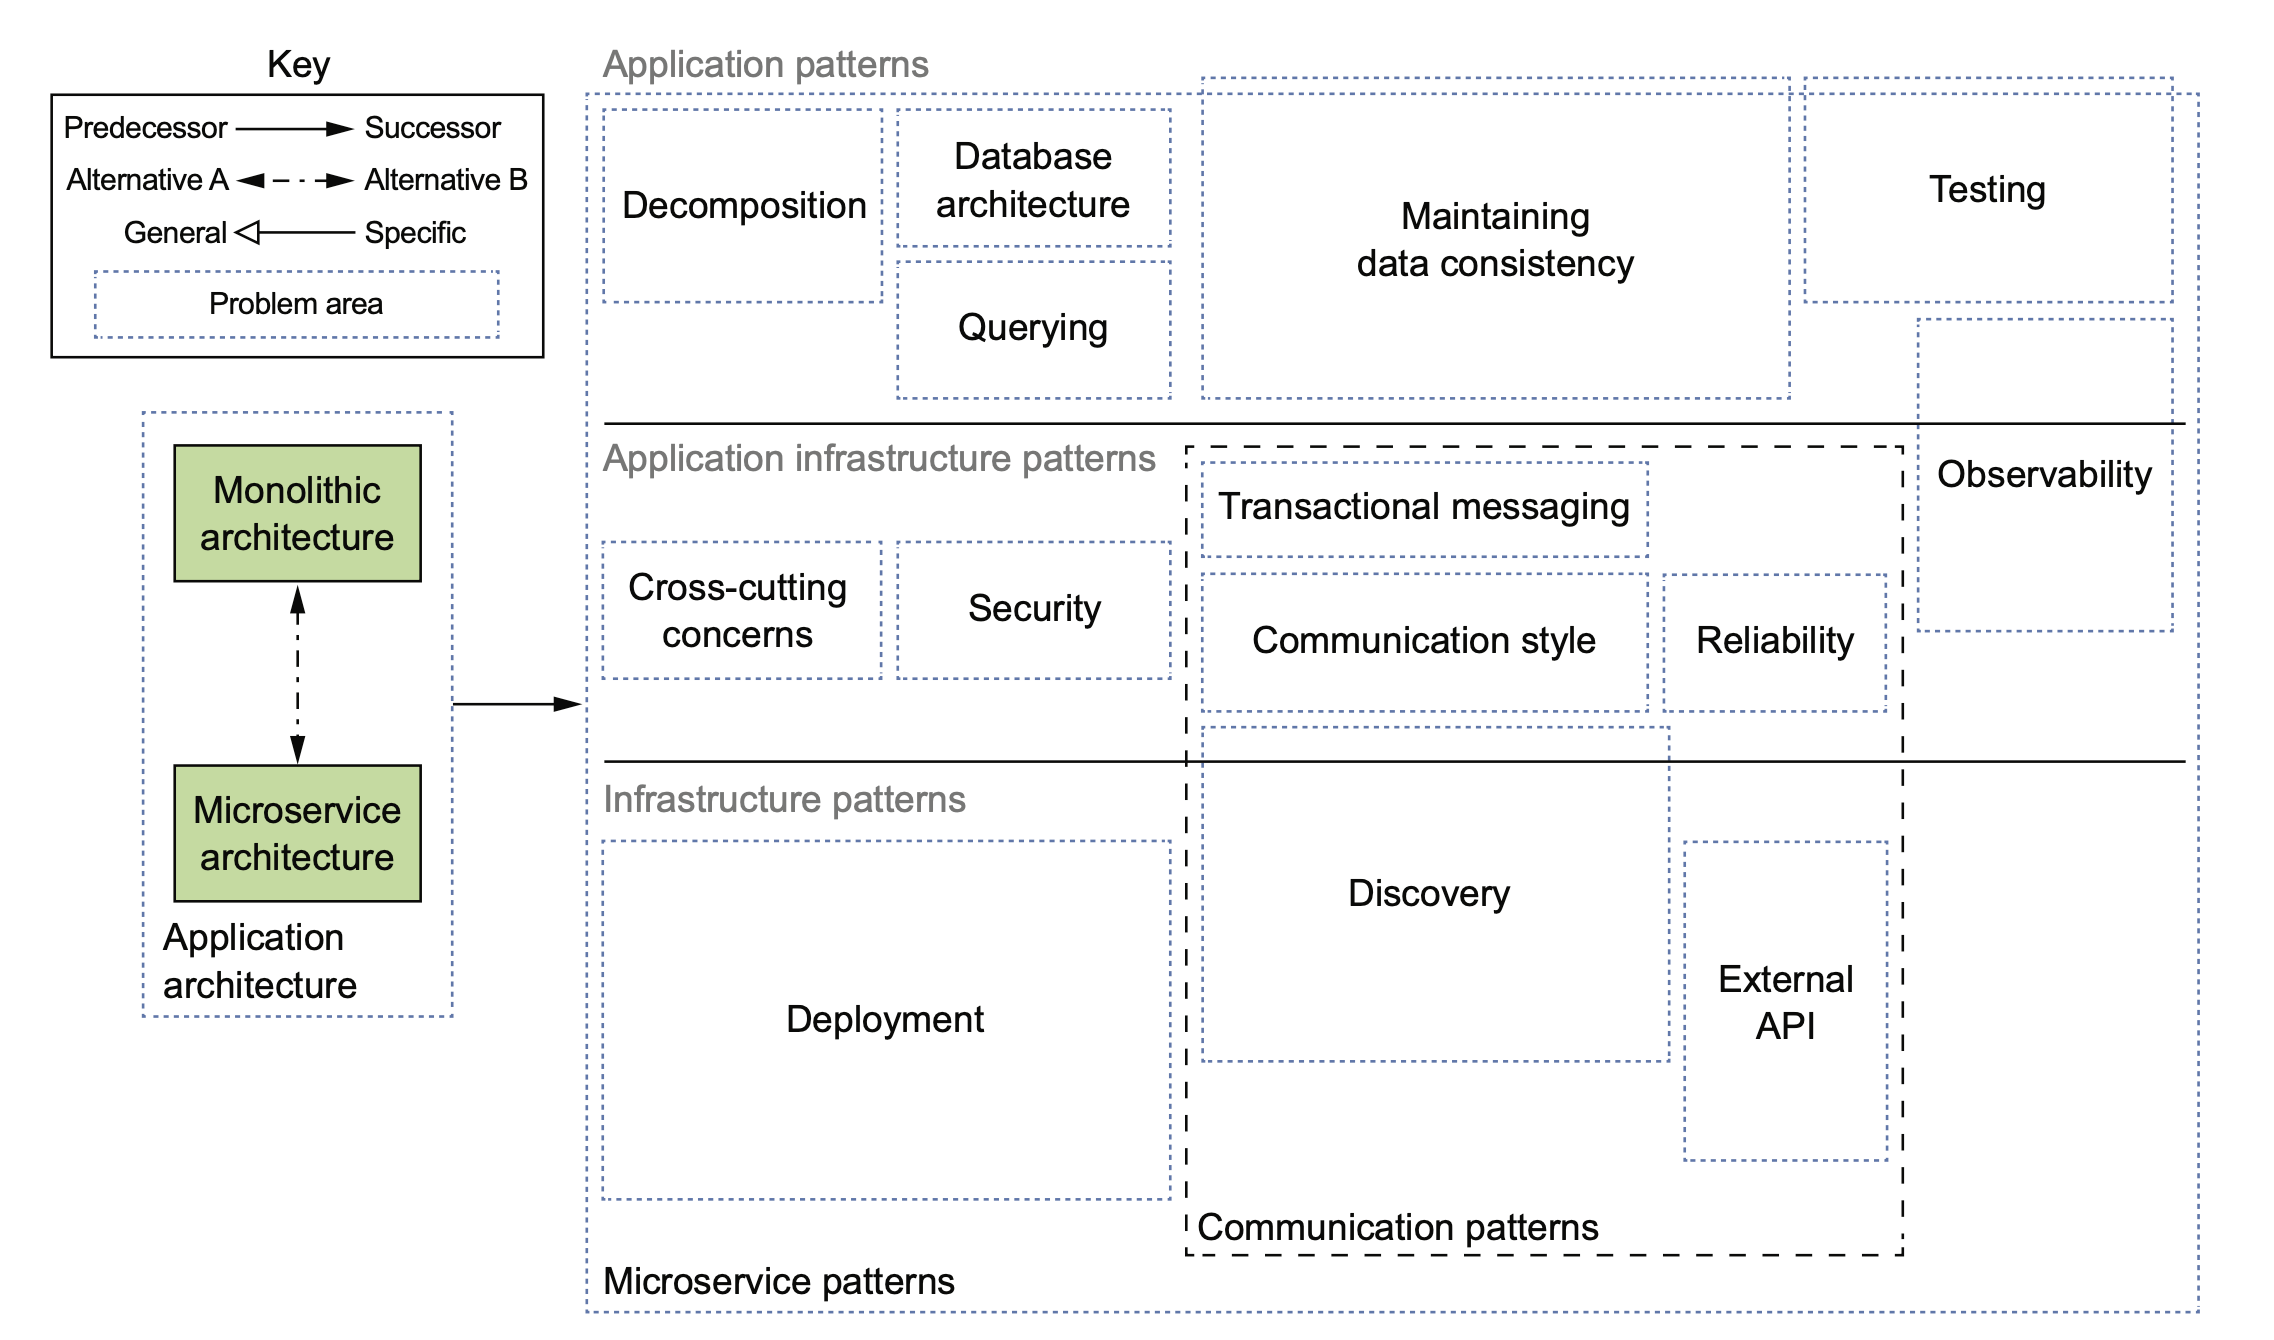 Key
Predecessor
Successor
Alternative A
Alternative B
General
Specific
Problem area
Monolithic
architecture
Microservice
architecture
Application
architecture
Application patterns
Decomposition
Database
architecture
Querying
Maintaining
data consistency
Testing
Observability
Application infrastructure patterns
Cross-cutting
concerns
Security
Transactional messaging
Communication style
Reliability
Infrastructure patterns
Deployment
Discovery
External
API
Communication patterns
Microservice patterns